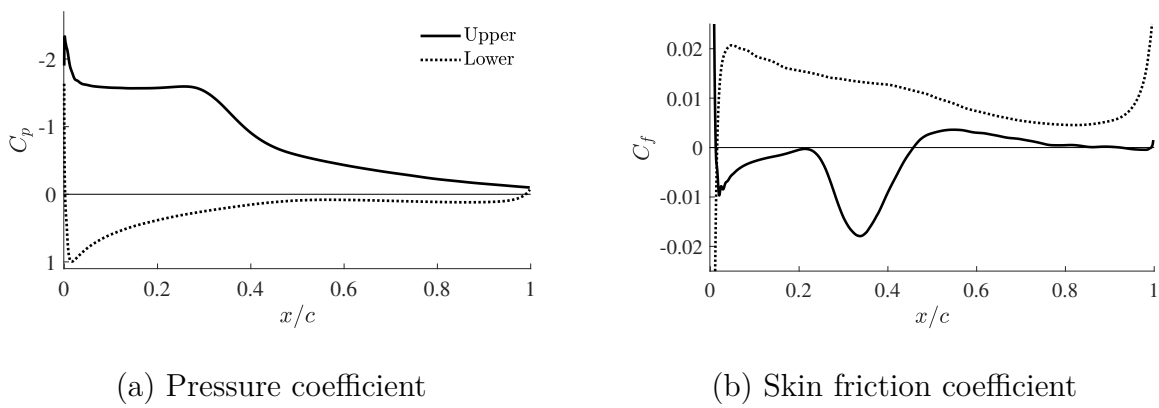 -2
-1
0
1
C_p
Upper
Lower
0
0.2
0.4
0.6
0.8
1
x/c
(a) Pressure coefficient
0.02
0.01
0
-0.01
-0.02
C_f
0
0.2
0.4
0.6
0.8
1
x/c
(b) Skin friction coefficient